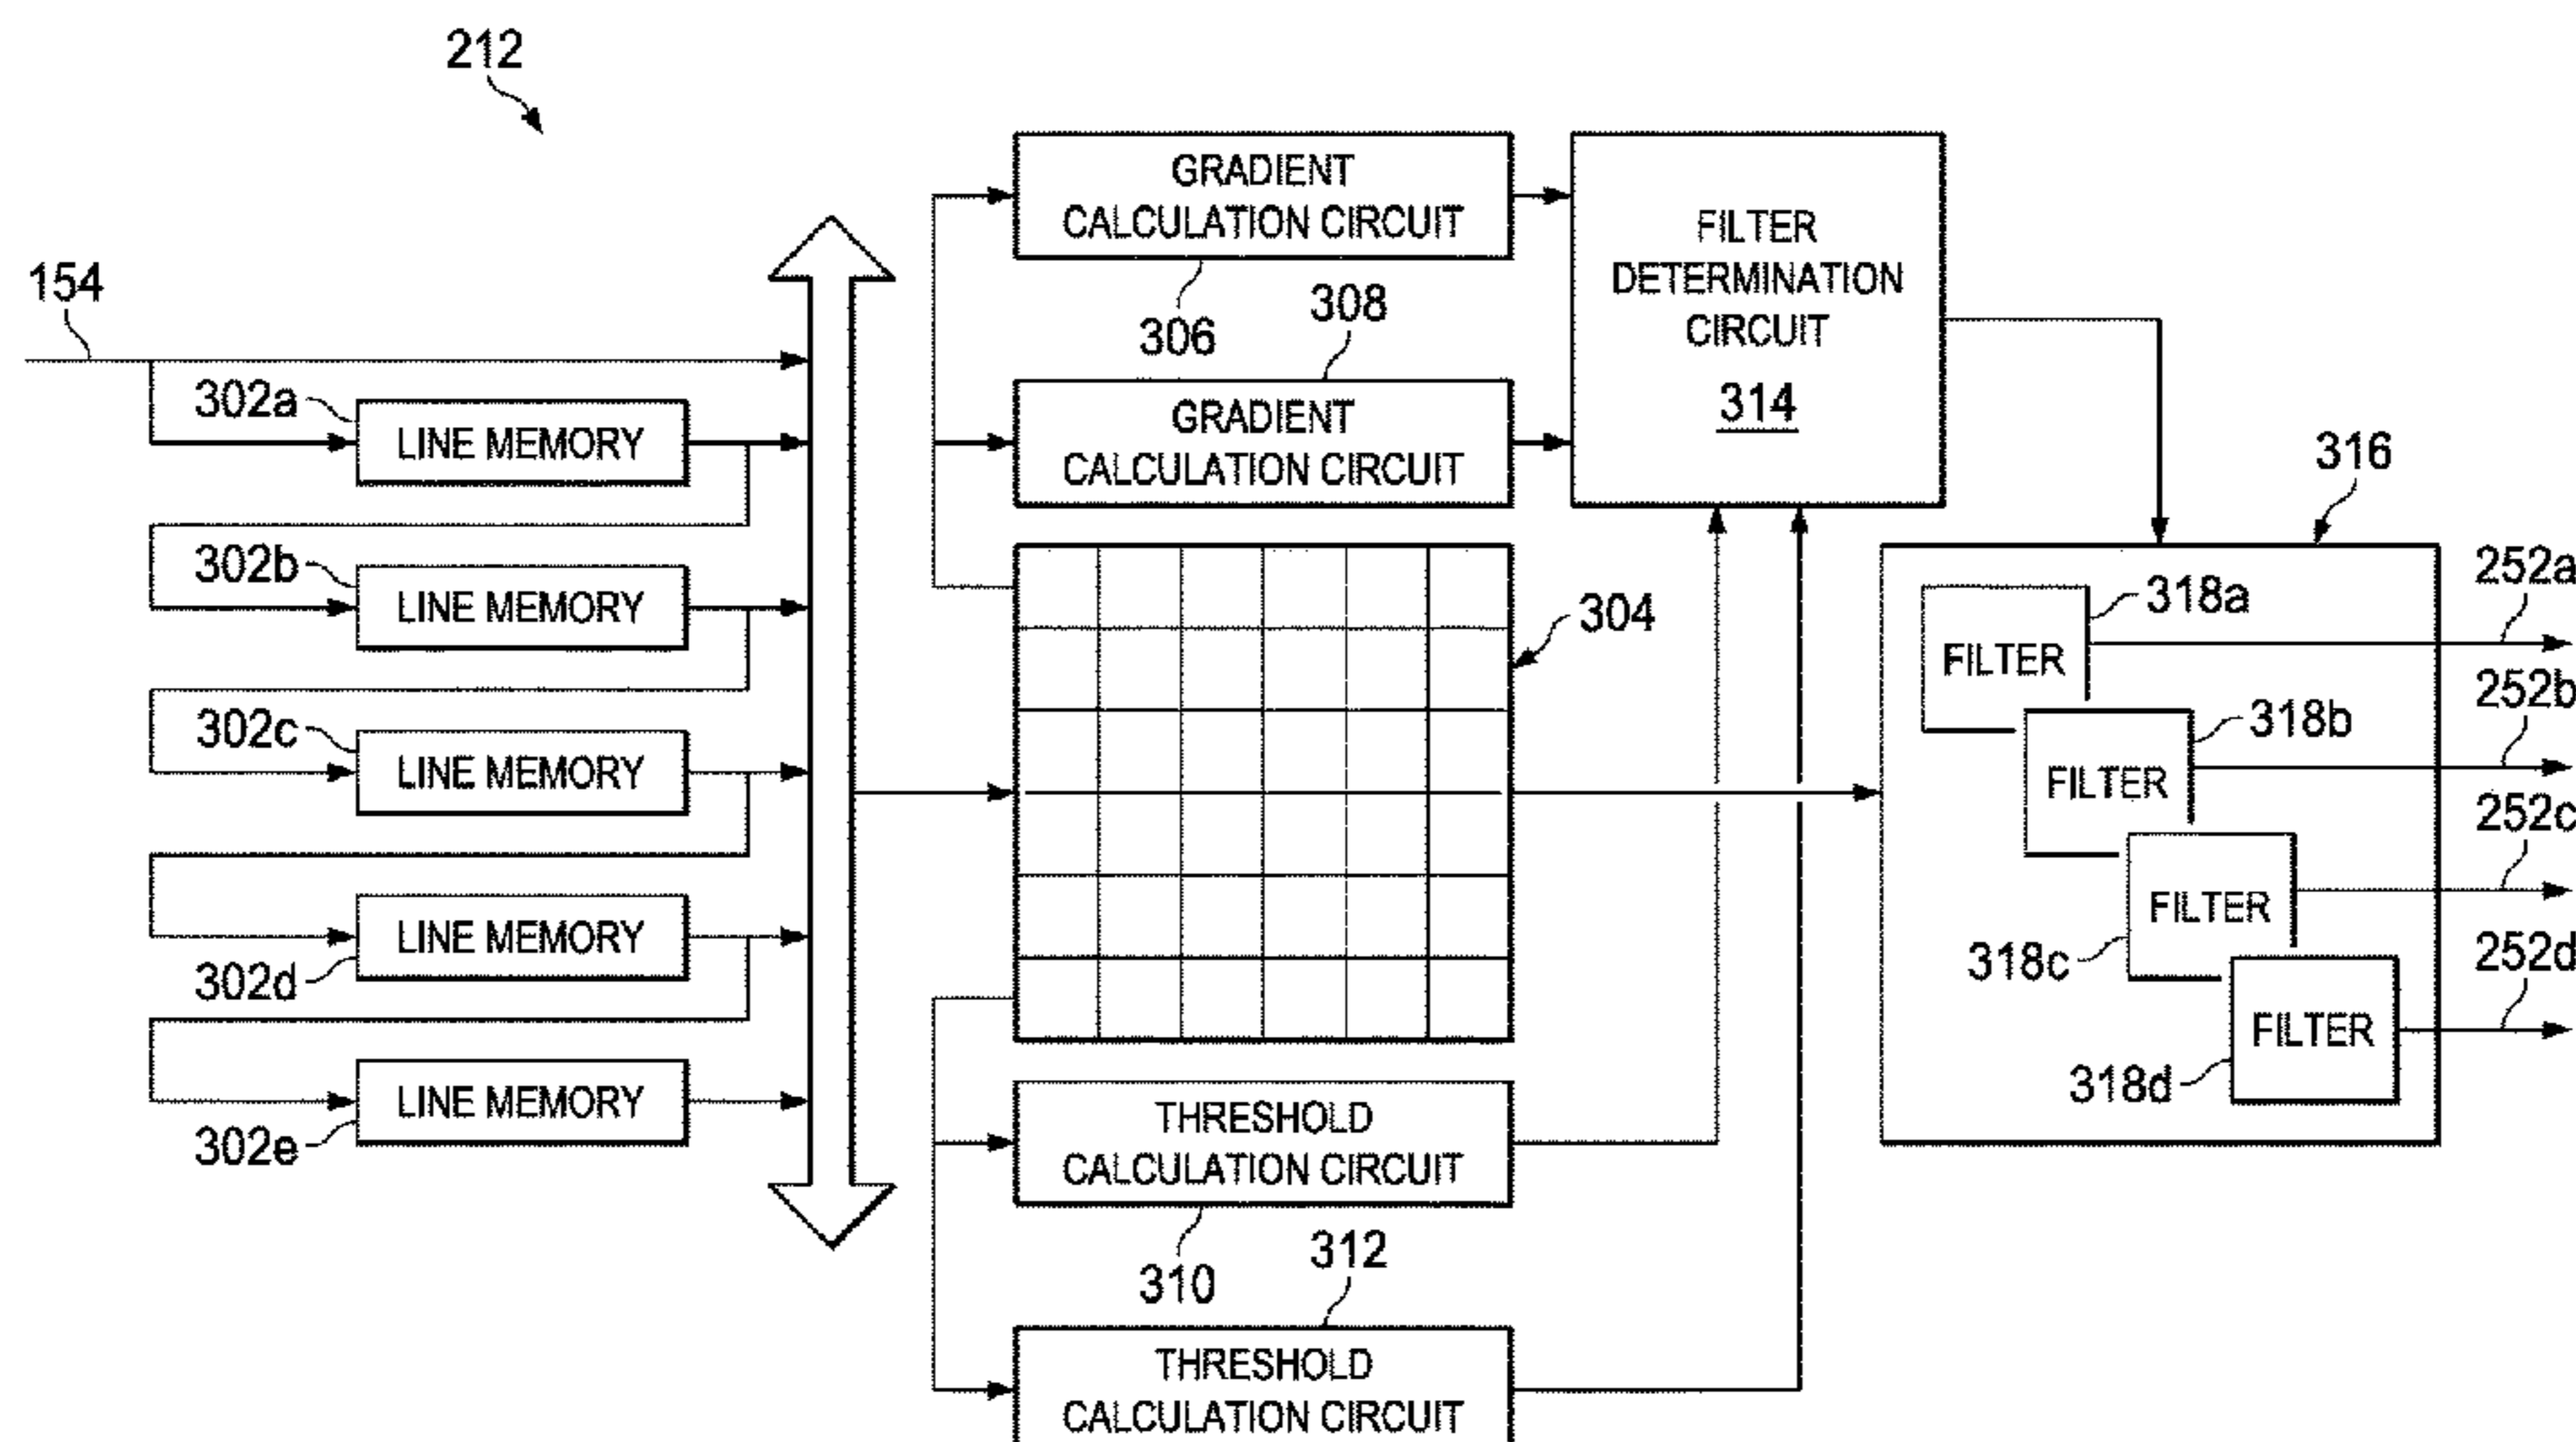 212
154
302a
LINE MEMORY
302b
LINE MEMORY
302c
LINE MEMORY
302d
LINE MEMORY
302e
LINE MEMORY
GRADIENT
CALCULATION CIRCUIT
306
308
GRADIENT
CALCULATION CIRCUIT
304
THRESHOLD
CALCULATION CIRCUIT
310
312
THRESHOLD
CALCULATION CIRCUIT
FILTER
DETERMINATION
CIRCUIT
314
316
FILTER
318a
252a
FILTER
318b
252b
FILTER
318c
252c
FILTER
318d
252d